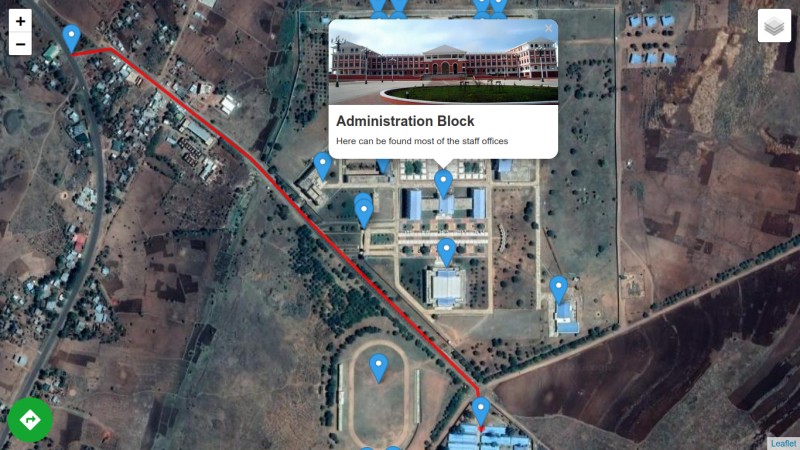 +
−
×
Administration Block
Here can be found most of the staff offices
Leaflet